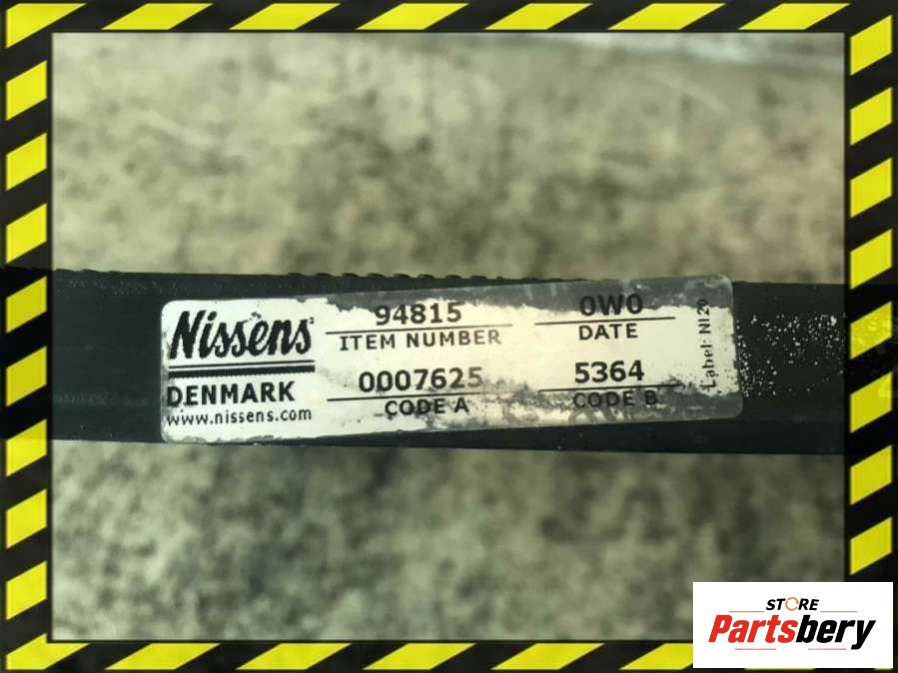 Nissens
DENMARK
www.nissens.com
94815
ITEM NUMBER
0007625
CODE A
0W0
DATE
5364
CODE B
Label: NI20
STORE
Partsbery